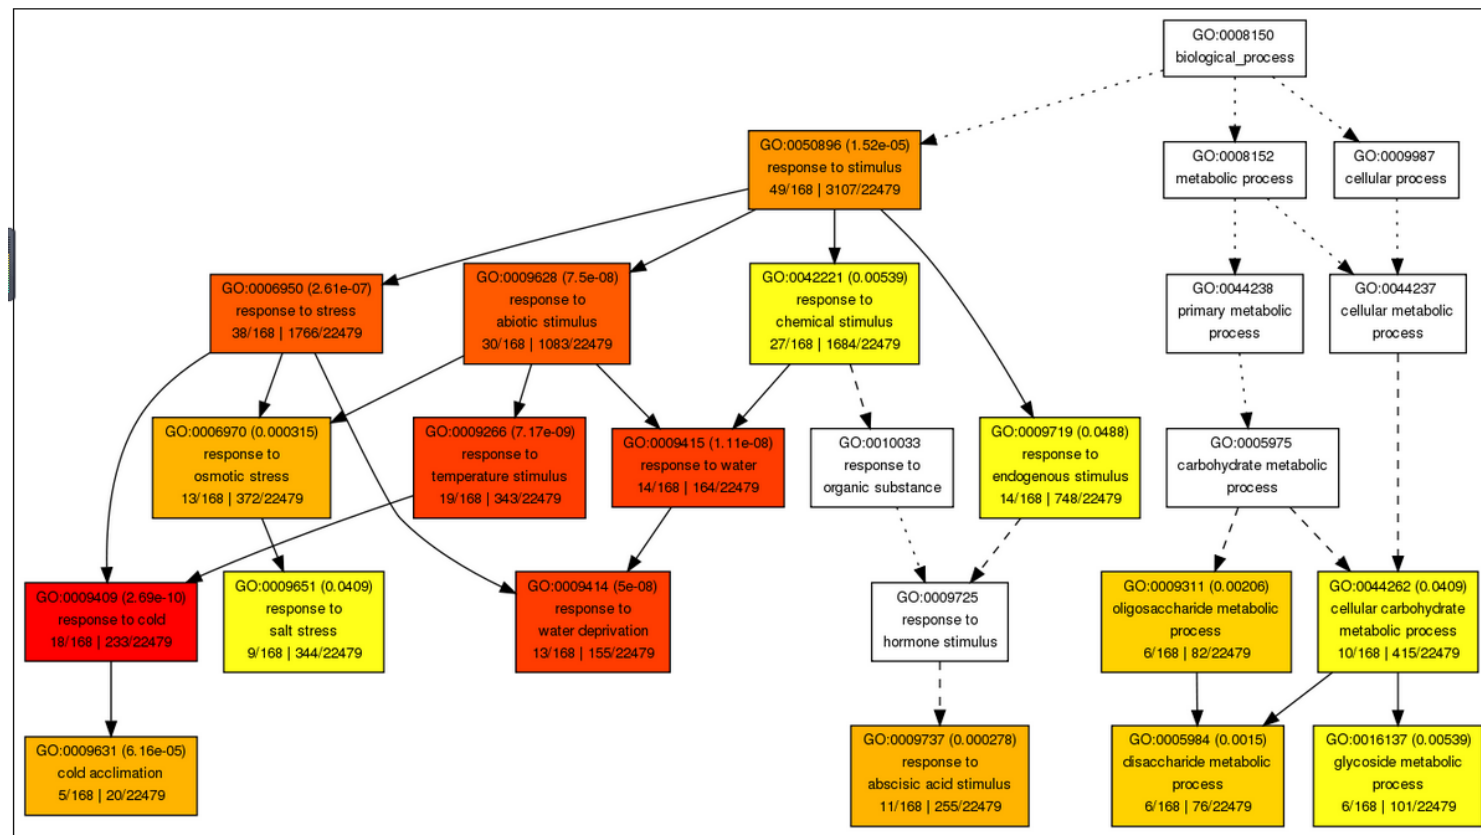 GO:0008150
biological_process
GO:0050896 (1.52e-05)
response to stimulus
49/168 | 3107/22479
GO:0008152
metabolic process
GO:0009987
cellular process
GO:0006950 (2.61e-07)
response to stress
38/168 | 1766/22479
GO:0009628 (7.5e-08)
response to
abiotic stimulus
30/168 | 1083/22479
GO:0042221 (0.00539)
response to
chemical stimulus
27/168 | 1684/22479
GO:0044238
primary metabolic
process
GO:0044237
cellular metabolic
process
GO:0006970 (0.000315)
response to
osmotic stress
13/168 | 372/22479
GO:0009266 (7.17e-09)
response to
temperature stimulus
19/168 | 343/22479
GO:0009415 (1.11e-08)
response to water
14/168 | 164/22479
GO:0010033
response to
organic substance
GO:0009719 (0.0488)
response to
endogenous stimulus
14/168 | 748/22479
GO:0005975
carbohydrate metabolic
process
GO:0009409 (2.69e-10)
response to cold
18/168 | 233/22479
GO:0009651 (0.0409)
response to
salt stress
9/168 | 344/22479
GO:0009414 (5e-08)
response to
water deprivation
13/168 | 155/22479
GO:0009725
response to
hormone stimulus
GO:0009311 (0.00206)
oligosaccharide metabolic
process
6/168 | 82/22479
GO:0044262 (0.0409)
cellular carbohydrate
metabolic process
10/168 | 415/22479
GO:0009631 (6.16e-05)
cold acclimation
5/168 | 20/22479
GO:0009737 (0.000278)
response to
abscisic acid stimulus
11/168 | 255/22479
GO:0005984 (0.0015)
disaccharide metabolic
process
6/168 | 76/22479
GO:0016137 (0.00539)
glycoside metabolic
process
6/168 | 101/22479